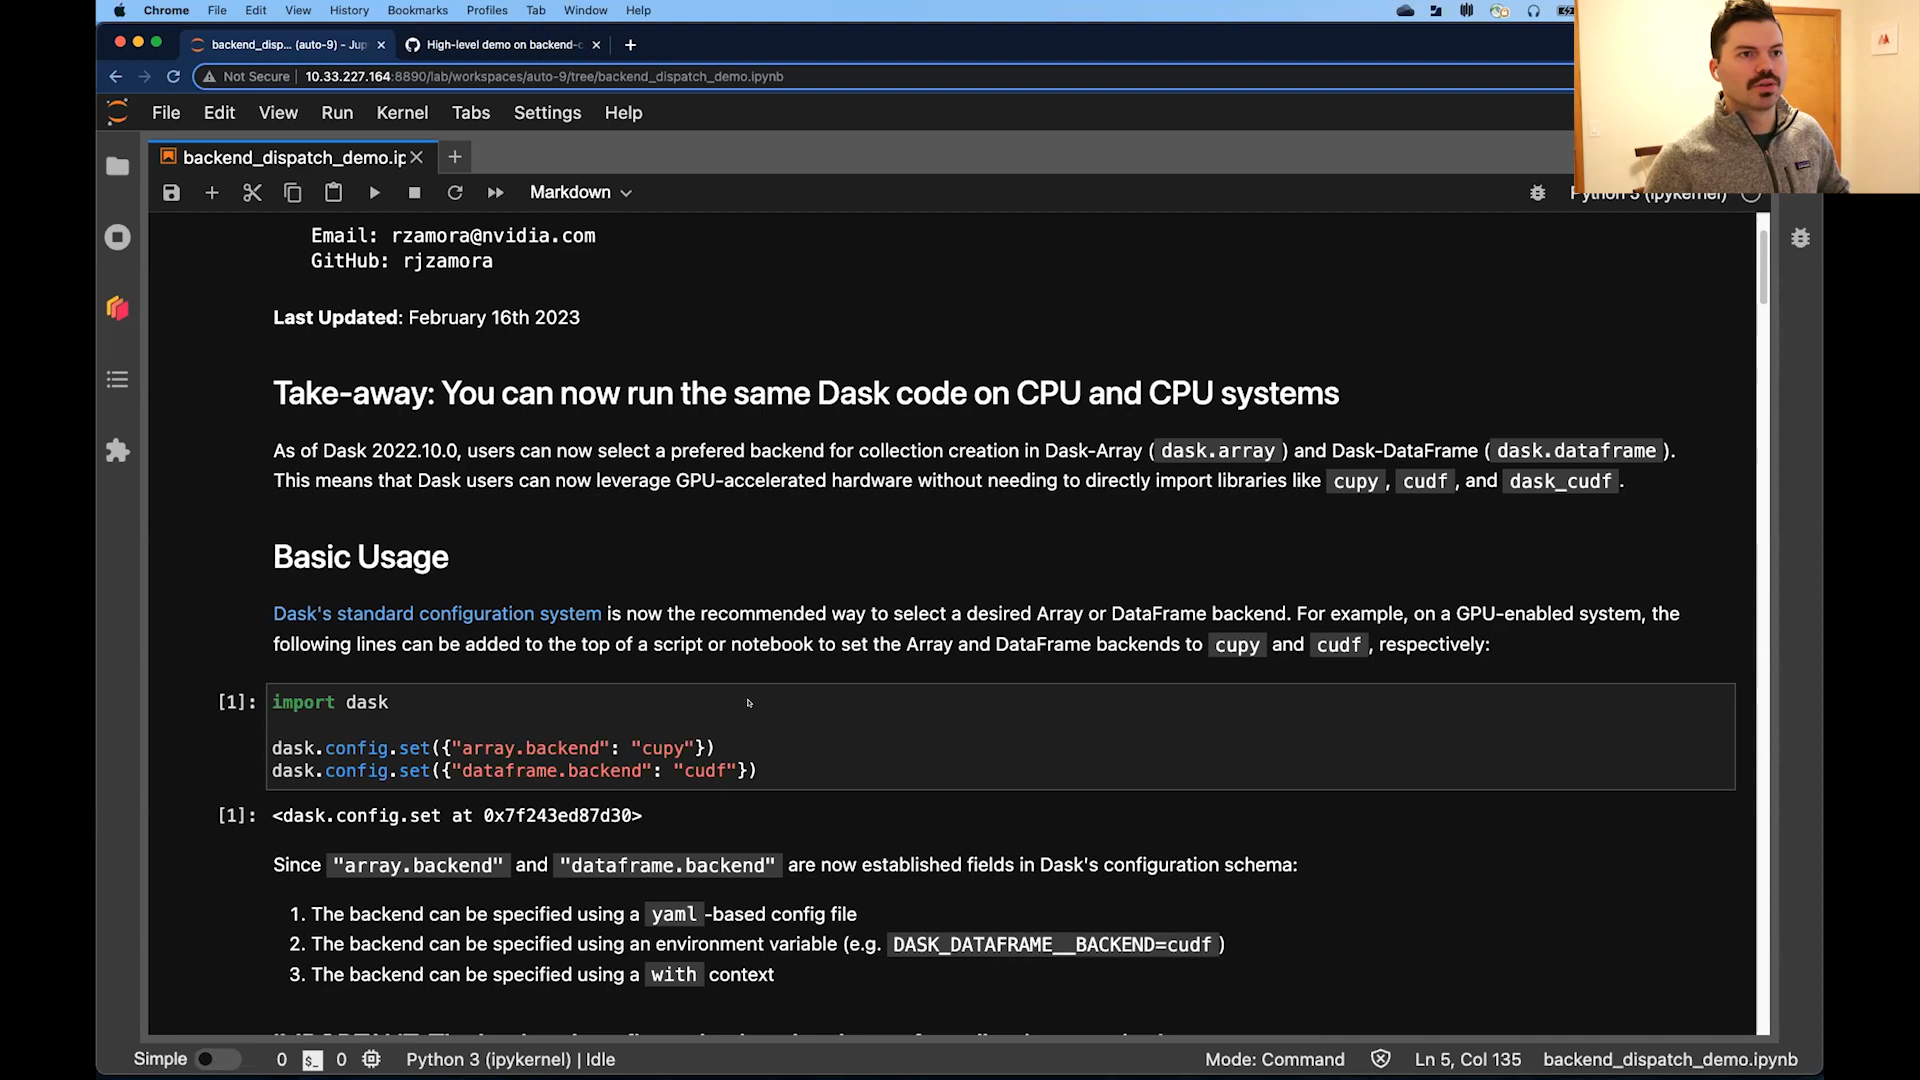 Chrome File Edit View History Bookmarks Profiles Tab Window Help
backend_disp... (auto-9) - Jup
High-level demo on backend-c
Not Secure | 10.33.227.164:8890/lab/workspaces/auto-9/tree/backend_dispatch_demo.ipynb
File Edit View Run Kernel Tabs Settings Help
backend_dispatch_demo.ip
Markdown
Python 3 (ipykernel)
Email: rzamora@nvidia.com
GitHub: rjzamora
Last Updated: February 16th 2023
Take-away: You can now run the same Dask code on CPU and CPU systems
As of Dask 2022.10.0, users can now select a prefered backend for collection creation in Dask-Array ( dask.array ) and Dask-DataFrame ( dask.dataframe ).
This means that Dask users can now leverage GPU-accelerated hardware without needing to directly import libraries like cupy , cudf , and dask_cudf .
Basic Usage
Dask's standard configuration system is now the recommended way to select a desired Array or DataFrame backend. For example, on a GPU-enabled system, the
following lines can be added to the top of a script or notebook to set the Array and DataFrame backends to cupy and cudf , respectively:
[1]: import dask
dask.config.set({"array.backend": "cupy"})
dask.config.set({"dataframe.backend": "cudf"})
[1]: <dask.config.set at 0x7f243ed87d30>
Since "array.backend" and "dataframe.backend" are now established fields in Dask's configuration schema:
1. The backend can be specified using a yaml -based config file
2. The backend can be specified using an environment variable (e.g. DASK_DATAFRAME__BACKEND=cudf )
3. The backend can be specified using a with context
Simple 0 $_ 0 Python 3 (ipykernel) | Idle Mode: Command Ln 5, Col 135 backend_dispatch_demo.ipynb